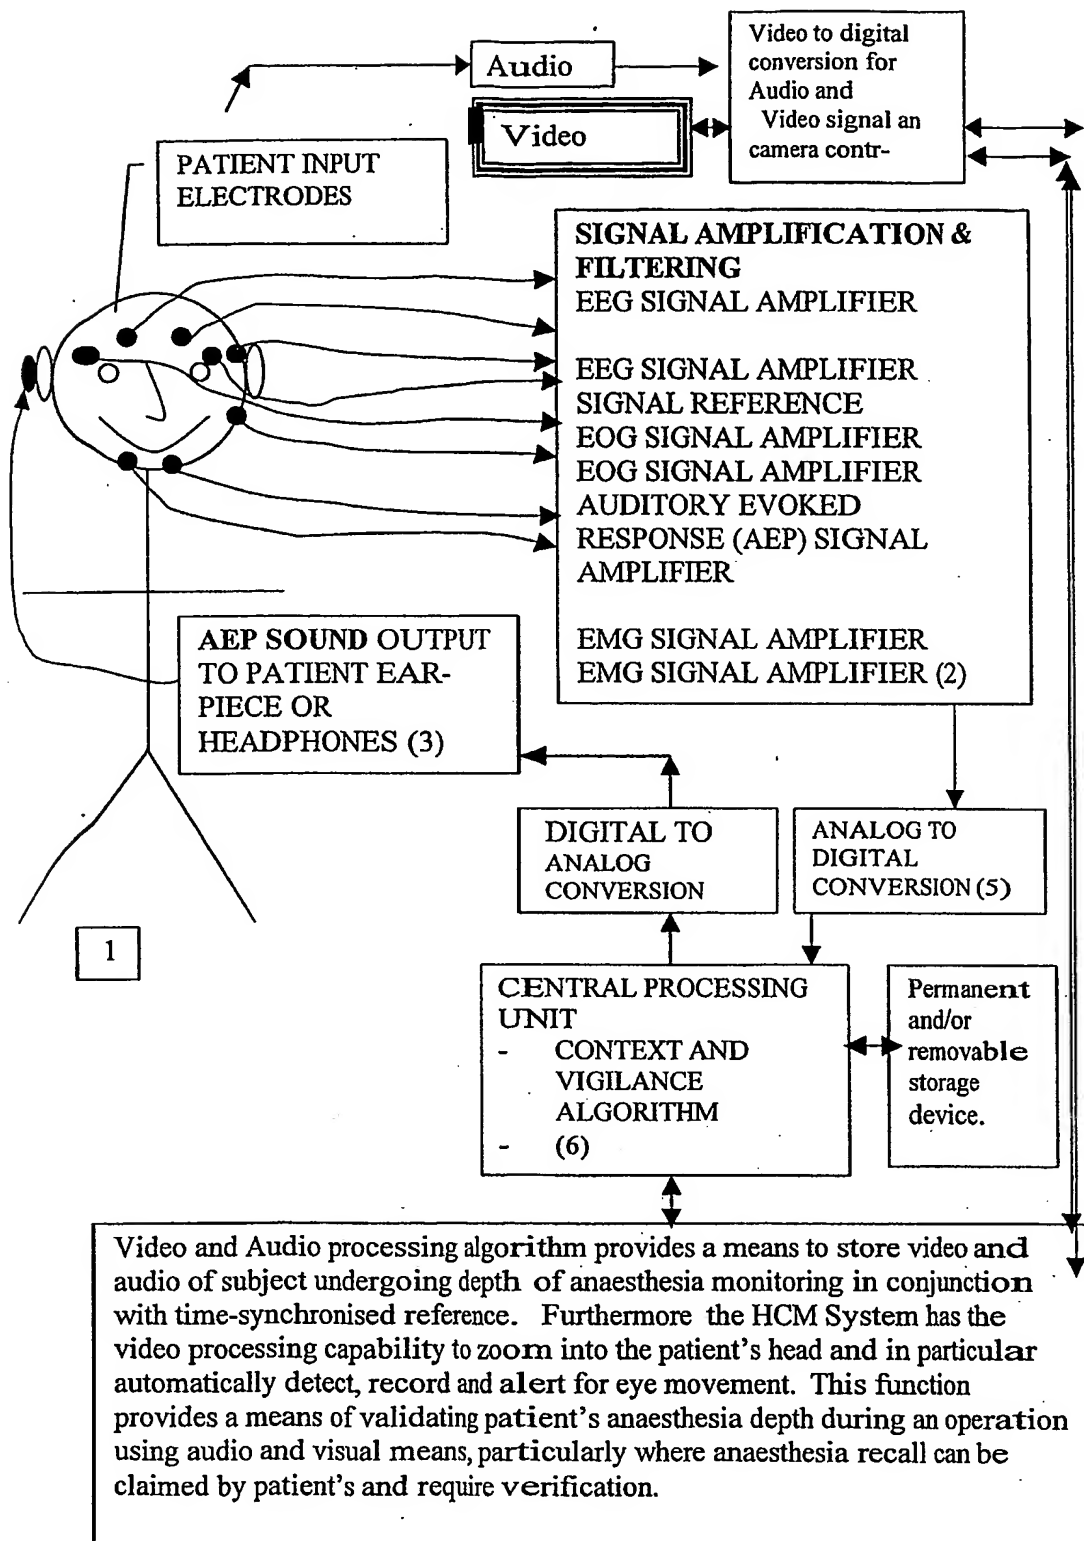 Audio
Video to digital
conversion for
Audio and
Video signal an
camera contr-
Video
PATIENT INPUT
ELECTRODES
SIGNAL AMPLIFICATION &
FILTERING
EEG SIGNAL AMPLIFIER
EEG SIGNAL AMPLIFIER
SIGNAL REFERENCE
EOG SIGNAL AMPLIFIER
EOG SIGNAL AMPLIFIER
AUDITORY EVOKED
RESPONSE (AEP) SIGNAL
AMPLIFIER
EMG SIGNAL AMPLIFIER
EMG SIGNAL AMPLIFIER (2)
AEP SOUND OUTPUT
TO PATIENT EAR-
PIECE OR
HEADPHONES (3)
DIGITAL TO
ANALOG
CONVERSION
ANALOG TO
DIGITAL
CONVERSION (5)
1
CENTRAL PROCESSING
UNIT
- CONTEXT AND
VIGILANCE
ALGORITHM
- (6)
Permanent
and/or
removable
storage
device.
Video and Audio processing algorithm provides a means to store video and
audio of subject undergoing depth of anaesthesia monitoring in conjunction
with time-synchronised reference. Furthermore the HCM System has the
video processing capability to zoom into the patient's head and in particular
automatically detect, record and alert for eye movement. This function
provides a means of validating patient's anaesthesia depth during an operation
using audio and visual means, particularly where anaesthesia recall can be
claimed by patient's and require verification.